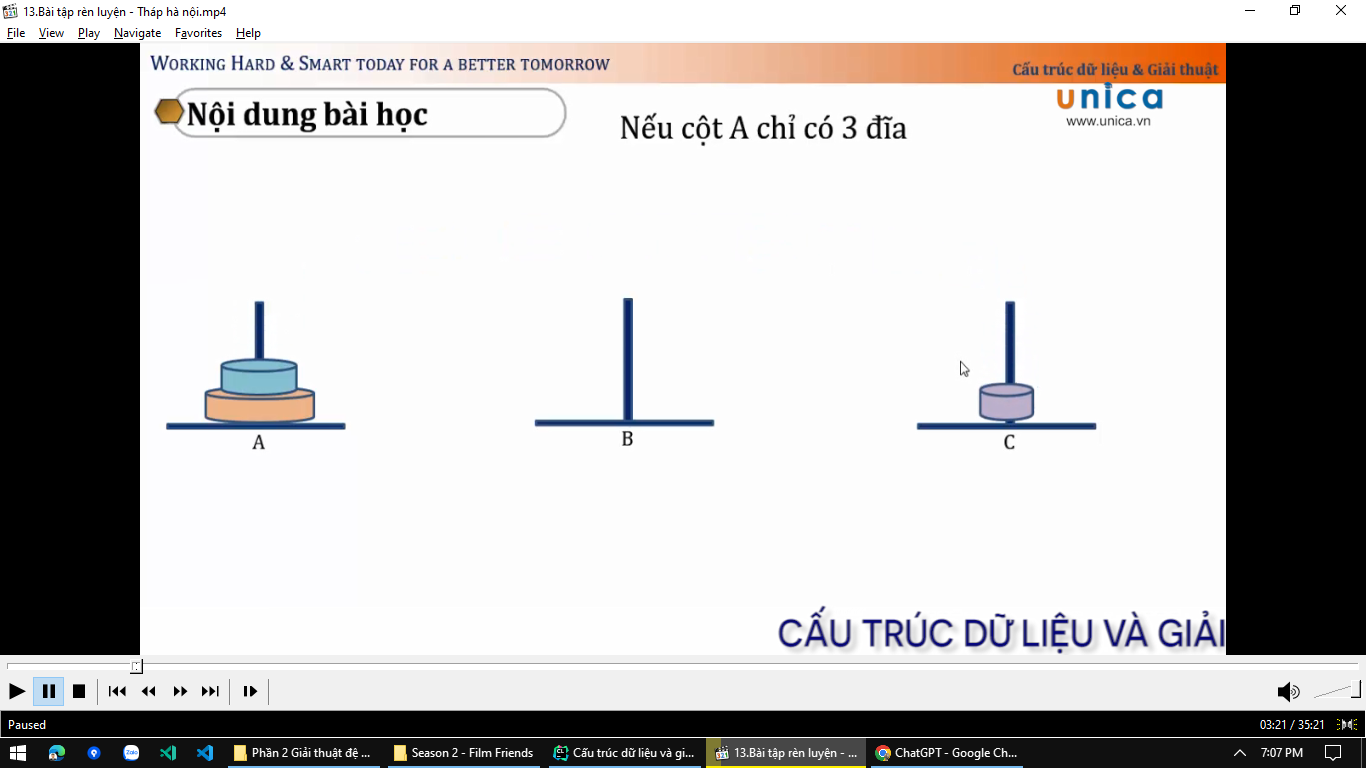 13.Bài tập rèn luyện - Tháp hà nội.mp4
File View Play Navigate Favorites Help
WORKING HARD & SMART TODAY FOR A BETTER TOMORROW
Cấu trúc dữ liệu & Giải thuật
Nội dung bài học
unica
www.unica.vn
Nếu cột A chỉ có 3 đĩa
A
B
C
CẤU TRÚC DỮ LIỆU VÀ GIẢI
Paused
03:21 / 35:21
Zalo
Phần 2 Giải thuật đệ ...
Season 2 - Film Friends
CL
Cấu trúc dữ liệu và gi...
321
13.Bài tập rèn luyện - ...
ChatGPT - Google Ch...
7:07 PM